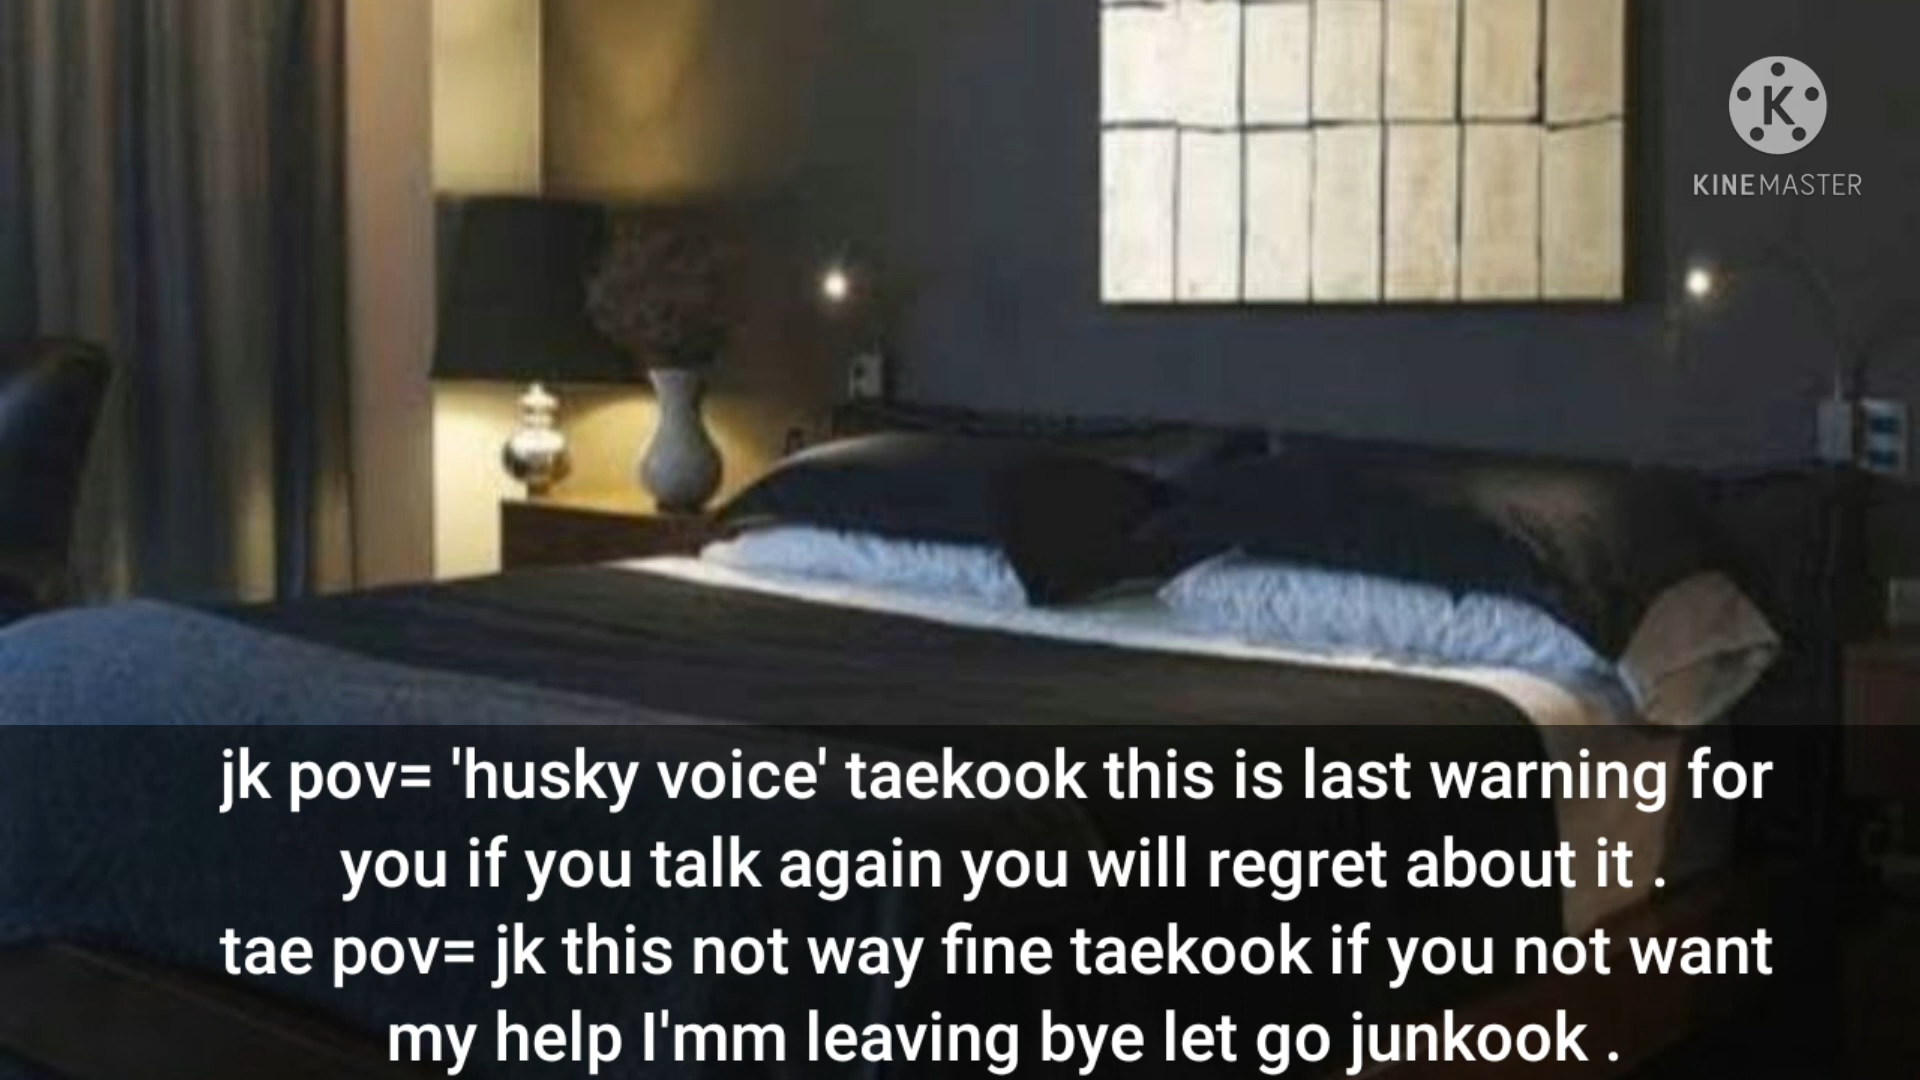 KINEMASTER
jk pov= 'husky voice' taekook this is last warning for
you if you talk again you will regret about it .
tae pov= jk this not way fine taekook if you not want
my help I'mm leaving bye let go junkook .